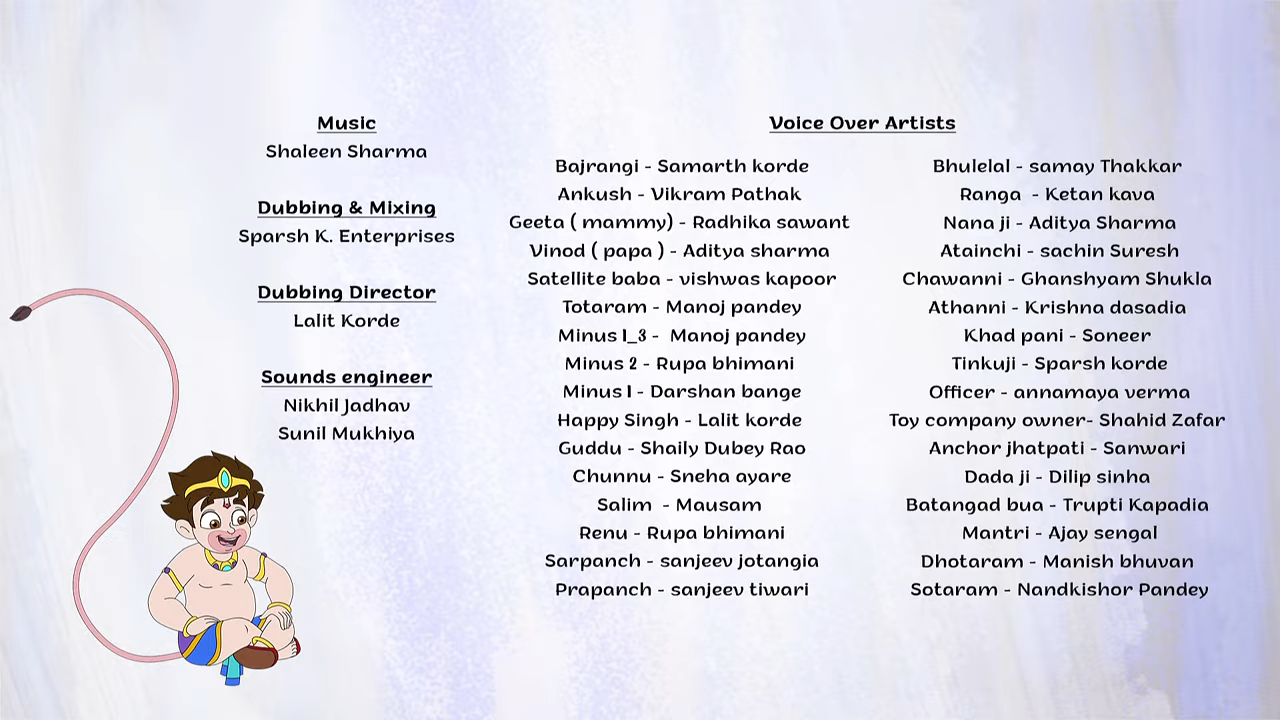 Music
Shaleen Sharma
Dubbing & Mixing
Sparsh K. Enterprises
Dubbing Director
Lalit Korde
Sounds engineer
Nikhil Jadhav
Sunil Mukhiya
Voice Over Artists
Bajrangi - Samarth korde
Ankush - Vikram Pathak
Geeta ( mammy) - Radhika sawant
Vinod ( papa ) - Aditya sharma
Satellite baba - vishwas kapoor
Totaram - Manoj pandey
Minus 1_3 -  Manoj pandey
Minus 2 - Rupa bhimani
Minus 1 - Darshan bange
Happy Singh - Lalit korde
Guddu - Shaily Dubey Rao
Chunnu - Sneha ayare
Salim  - Mausam
Renu - Rupa bhimani
Sarpanch - sanjeev jotangia
Prapanch - sanjeev tiwari
Bhulelal - samay Thakkar
Ranga  - Ketan kava
Nana ji - Aditya Sharma
Atainchi - sachin Suresh
Chawanni - Ghanshyam Shukla
Athanni - Krishna dasadia
Khad pani - Soneer
Tinkuji - Sparsh korde
Officer - annamaya verma
Toy company owner- Shahid Zafar
Anchor jhatpati - Sanwari
Dada ji - Dilip sinha
Batangad bua - Trupti Kapadia
Mantri - Ajay sengal
Dhotaram - Manish bhuvan
Sotaram - Nandkishor Pandey